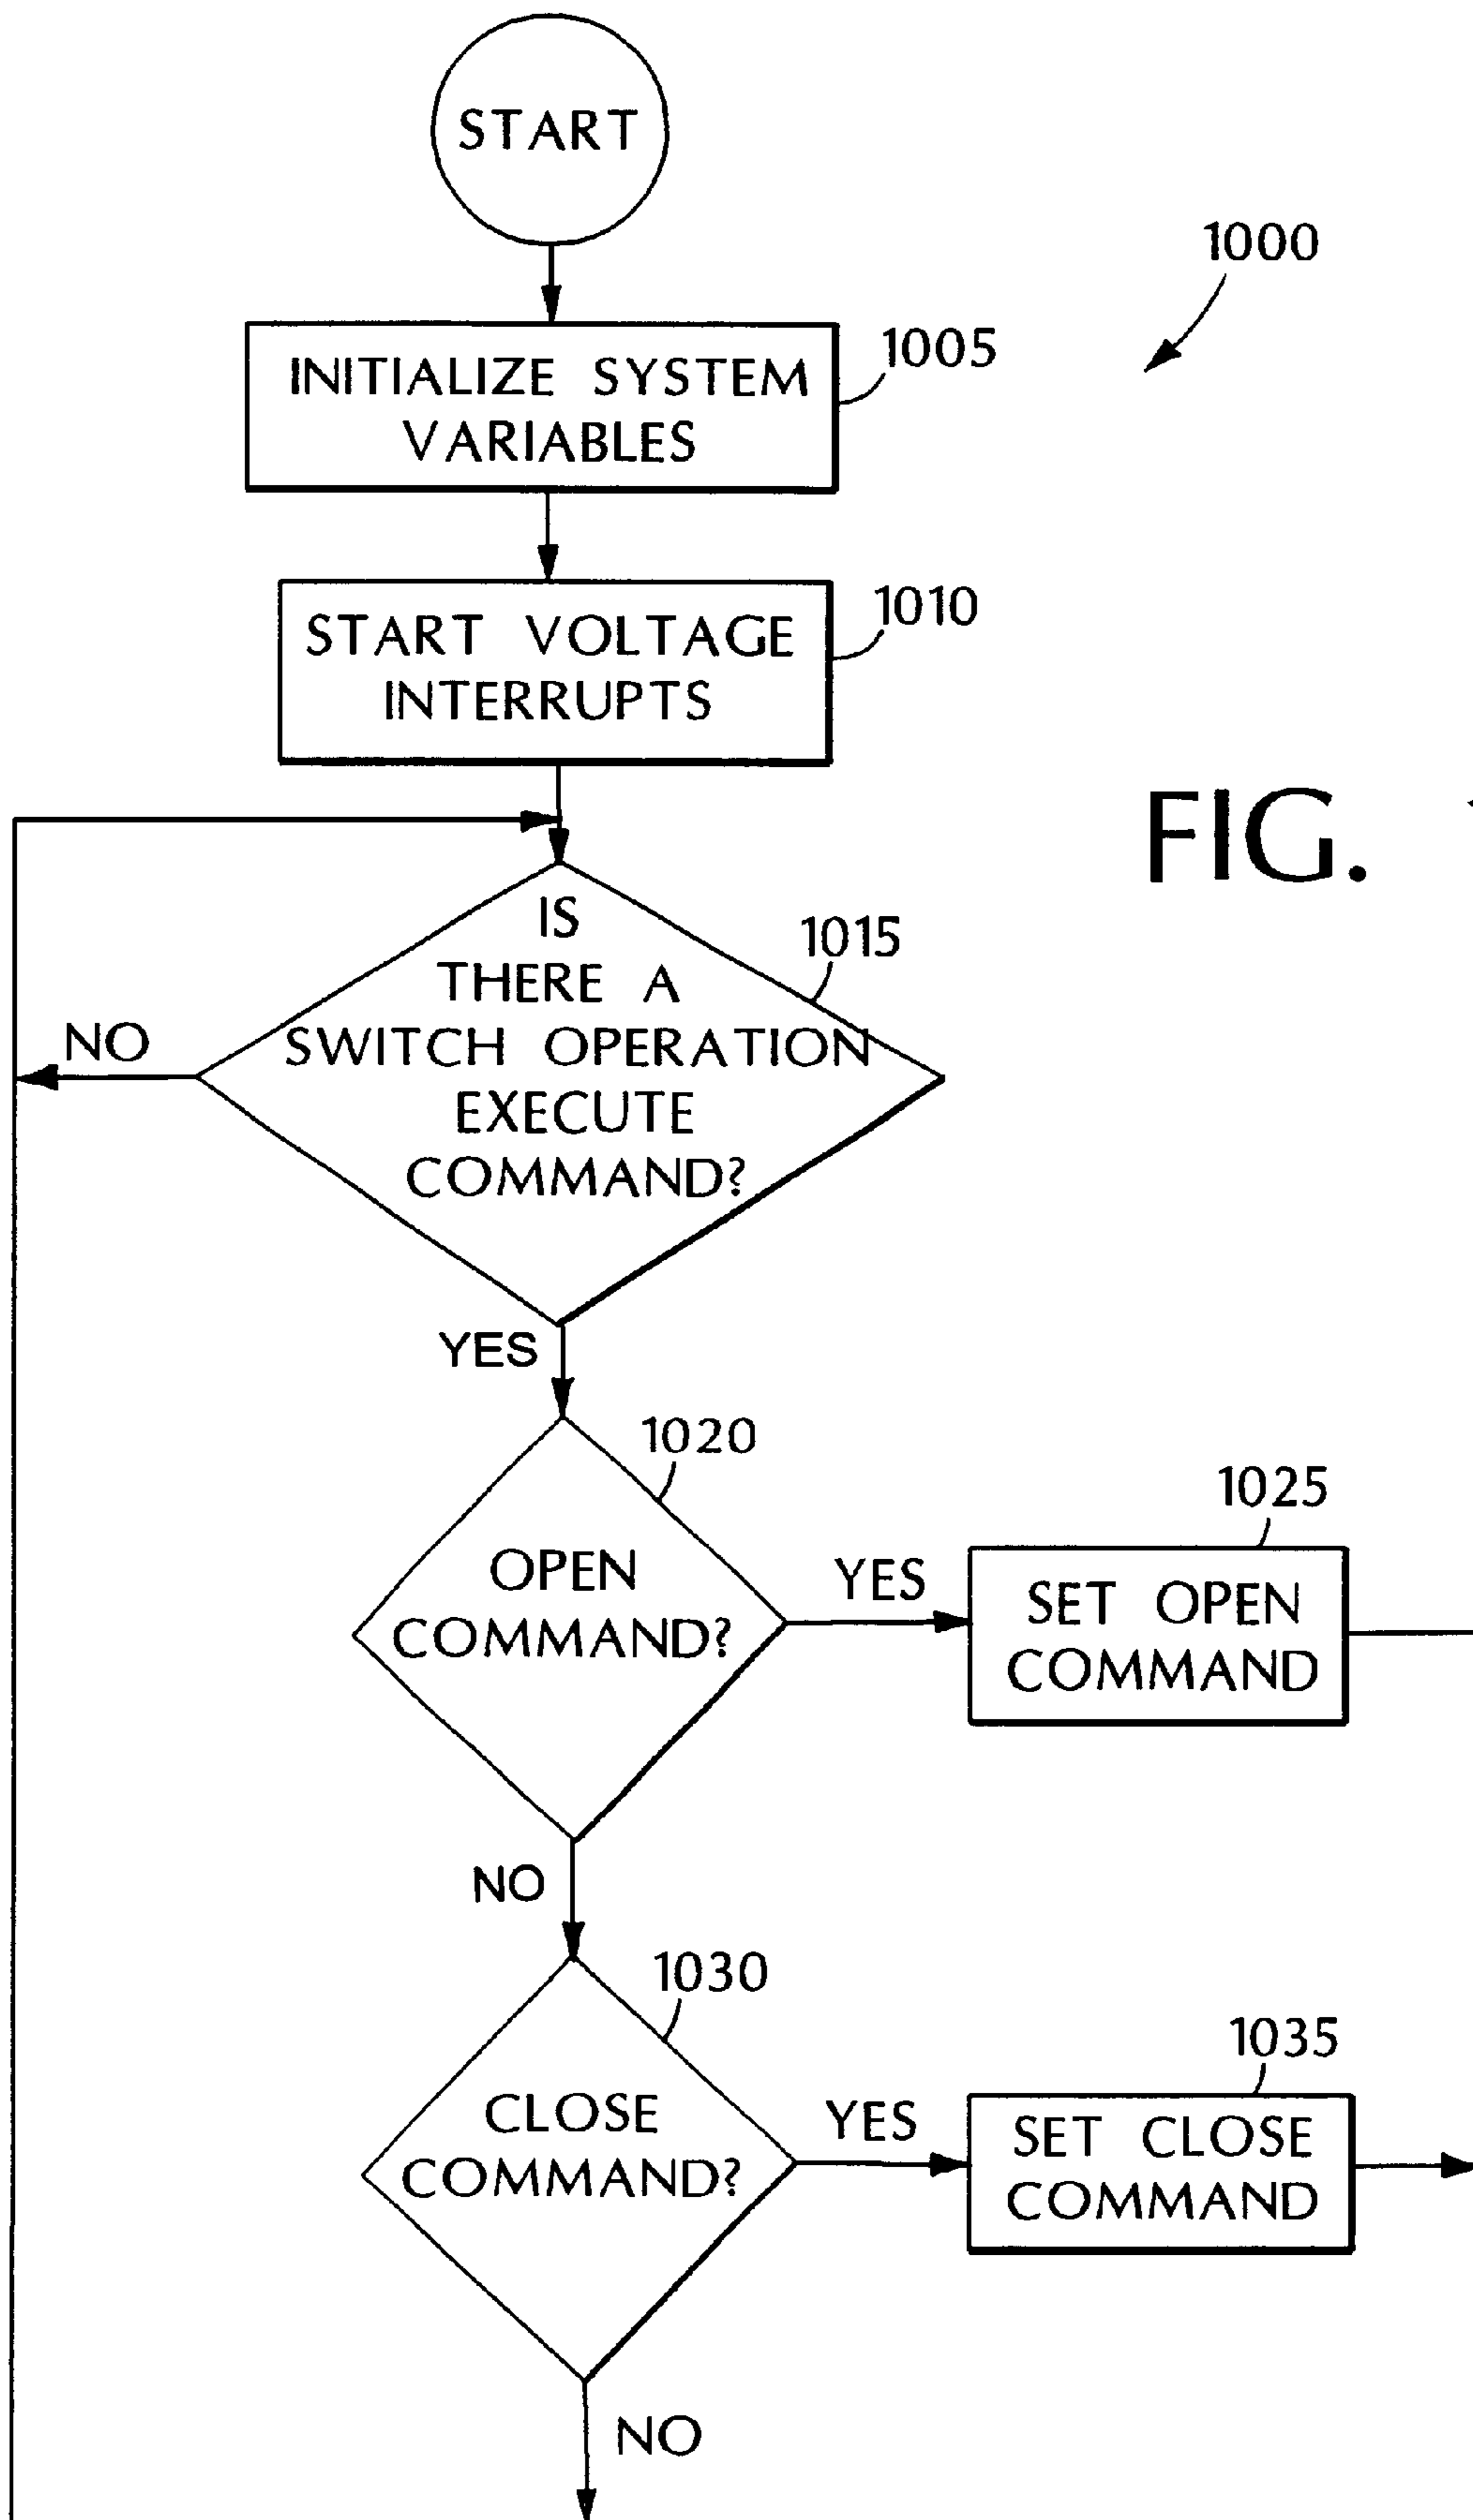 START
1000
INITIALIZE SYSTEM
VARIABLES
1005
START VOLTAGE
INTERRUPTS
1010
FIG.
IS
THERE A
SWITCH OPERATION
EXECUTE
COMMAND?
1015
NO
YES
1020
OPEN
COMMAND?
YES
1025
SET OPEN
COMMAND
NO
1030
CLOSE
COMMAND?
YES
1035
SET CLOSE
COMMAND
NO